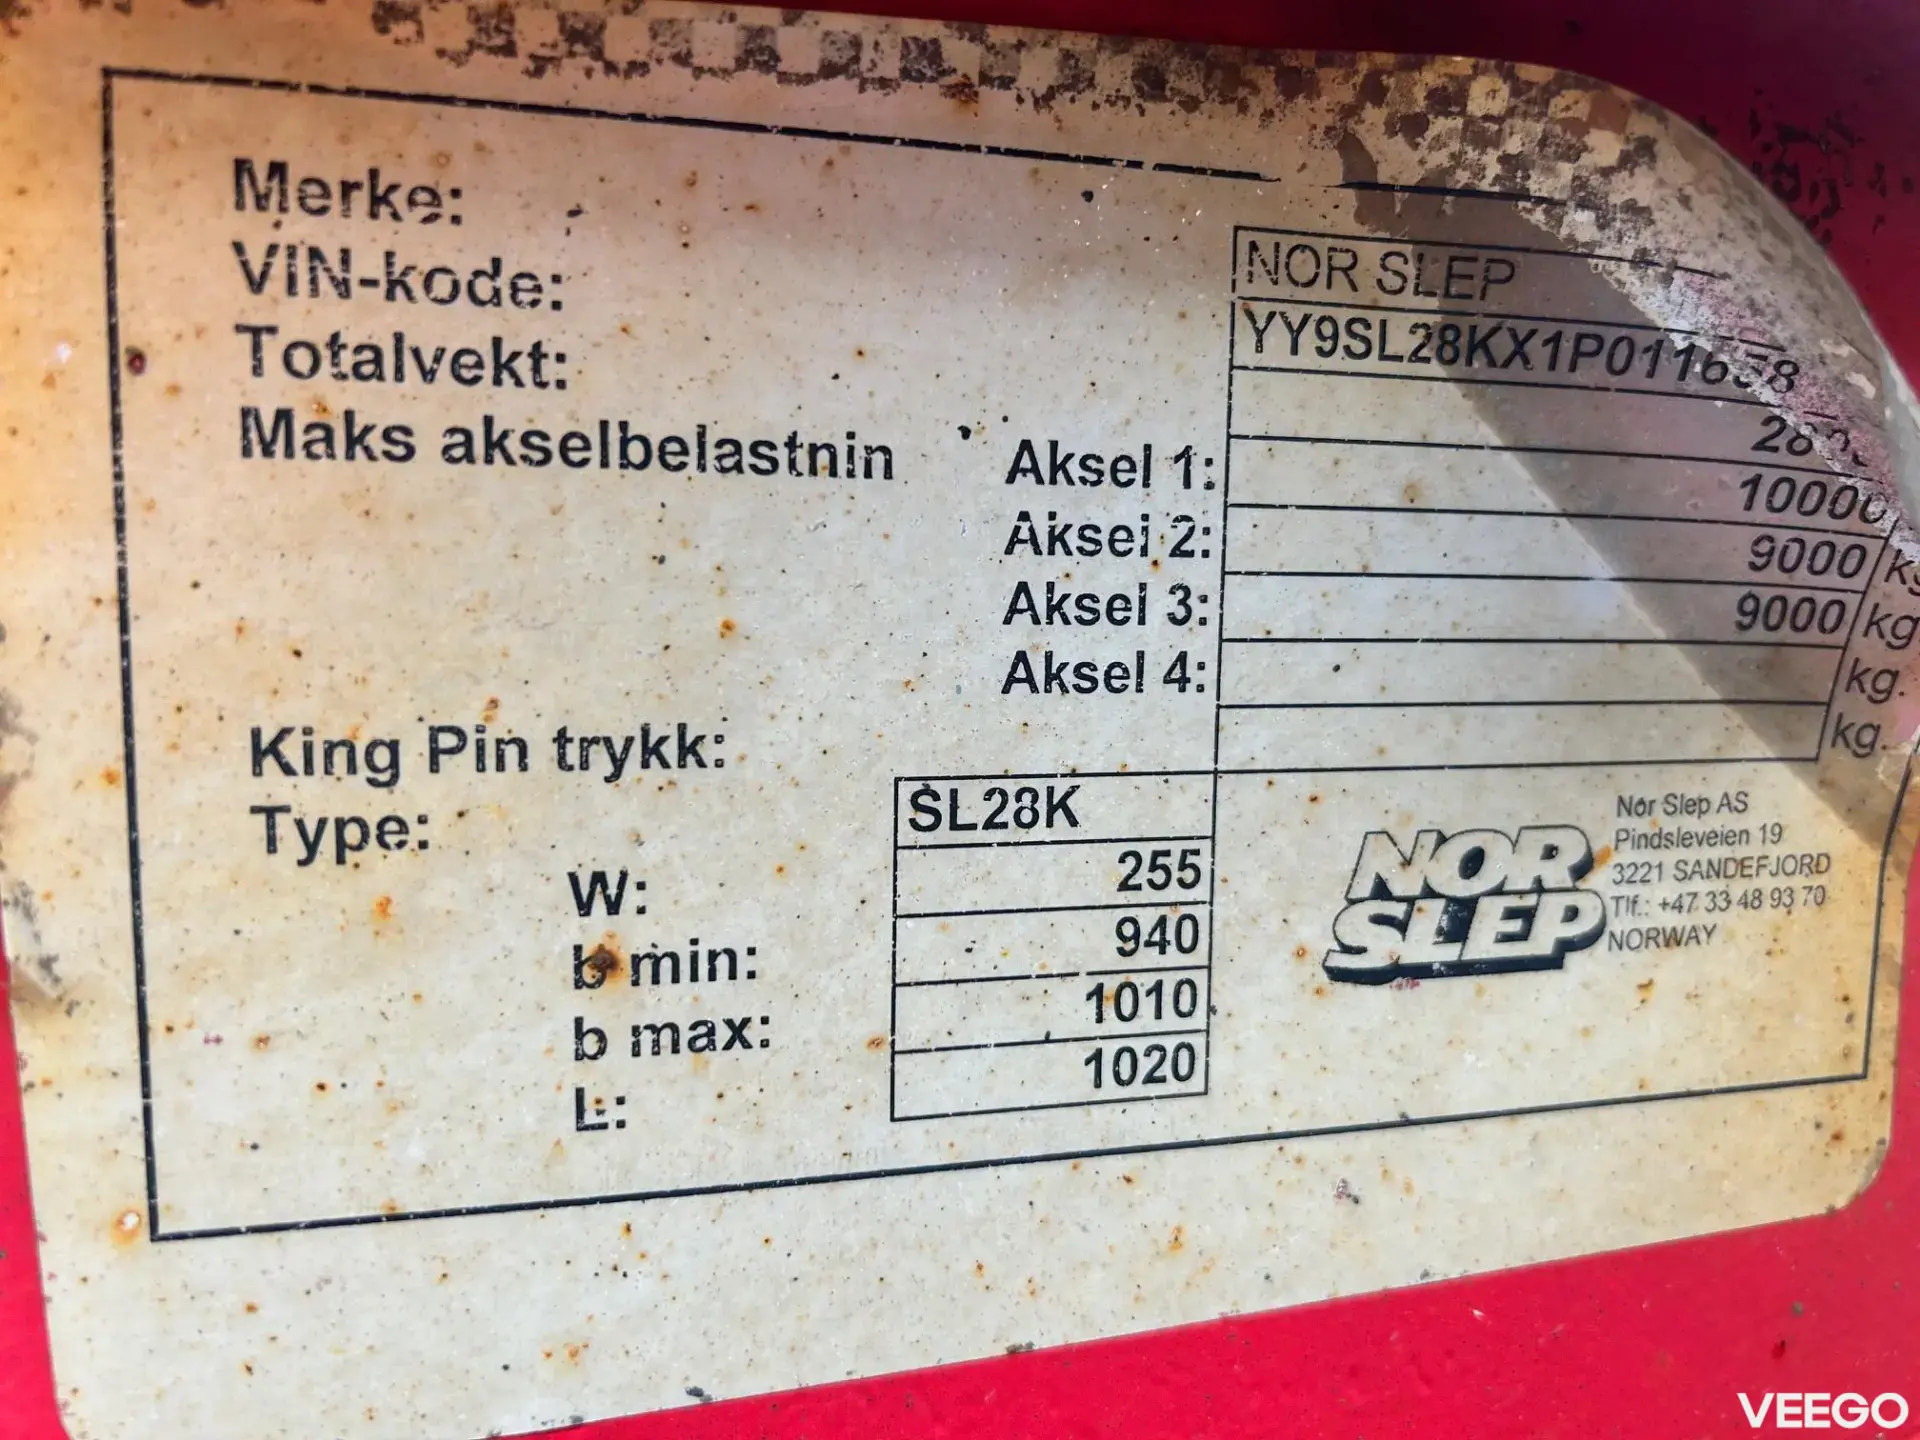 Merke: NOR SLEP
VIN-kode:
Totalvekt:
Maks akselbelastnin Aksel 1: 10000
Aksel 2: 9000 kg
Aksel 3: 9000 kg
Aksel 4: kg.
King Pin trykk: kg.
Type: SL28K
W: 255
b min: 940
b max: 1010
L: 1020
NOR SLEP
Nor Slep AS
Pindsleveien 19
3221 SANDEFJORD
Tlf.: +47 33 48 93 70
NORWAY
VEEGO